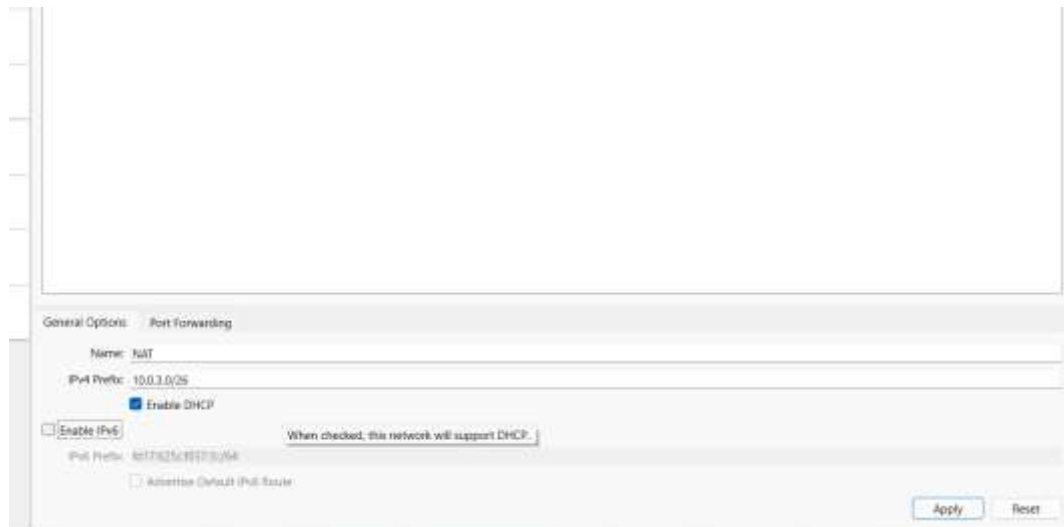 General Options Port Forwarding
Name: NAT
IPv4 Prefix: 10.0.3.0/26
Enable DHCP
Enable IPv6
When checked, this network will support DHCP.
IPv6 Prefix:
Advertise Default IPv6 Route
Apply Reset